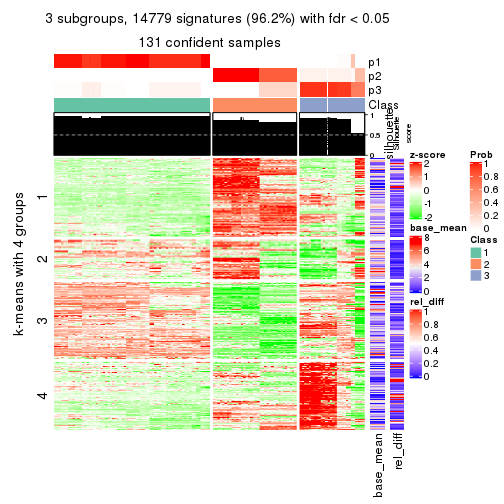 3 subgroups, 14779 signatures (96.2%) with fdr < 0.05
131 confident samples
p1
p2
p3
Class
1
0.5
0
silhouette
Silhouette
score
k-means with 4 groups
1
2
3
4
base_mean
rel_diff
z-score
2
1
0
-1
-2
base_mean
8
6
4
2
0
rel_diff
1
0.8
0.6
0.4
0.2
0
Prob
1
0.8
0.6
0.4
0.2
0
Class
1
2
3